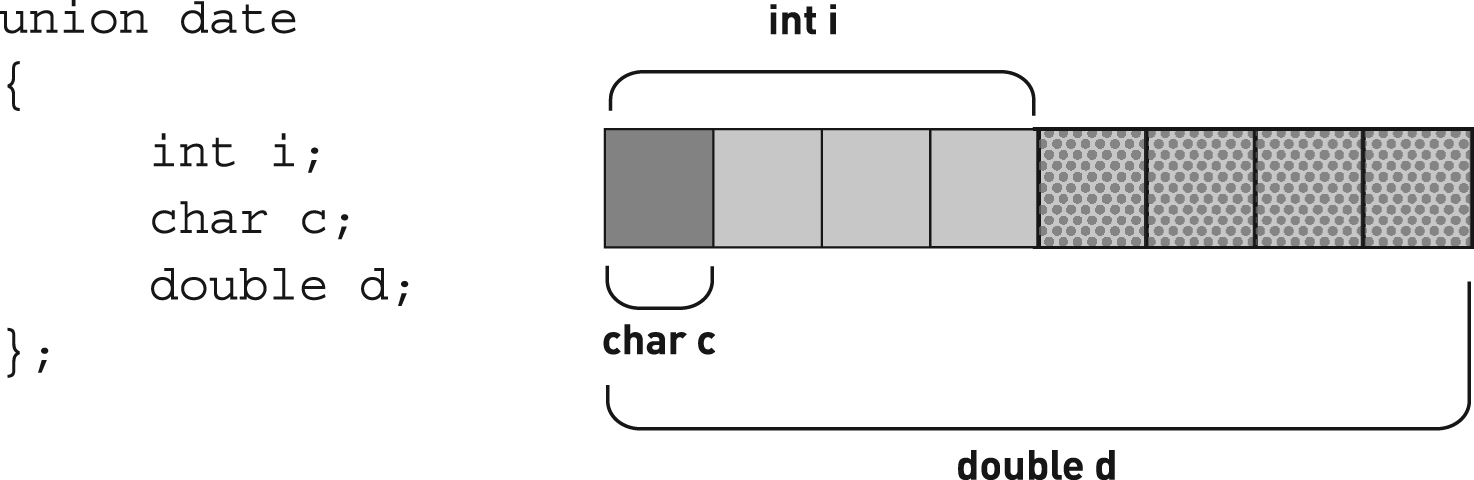 union date
{
int i;
char c;
double d;
};
int i
char c
double d